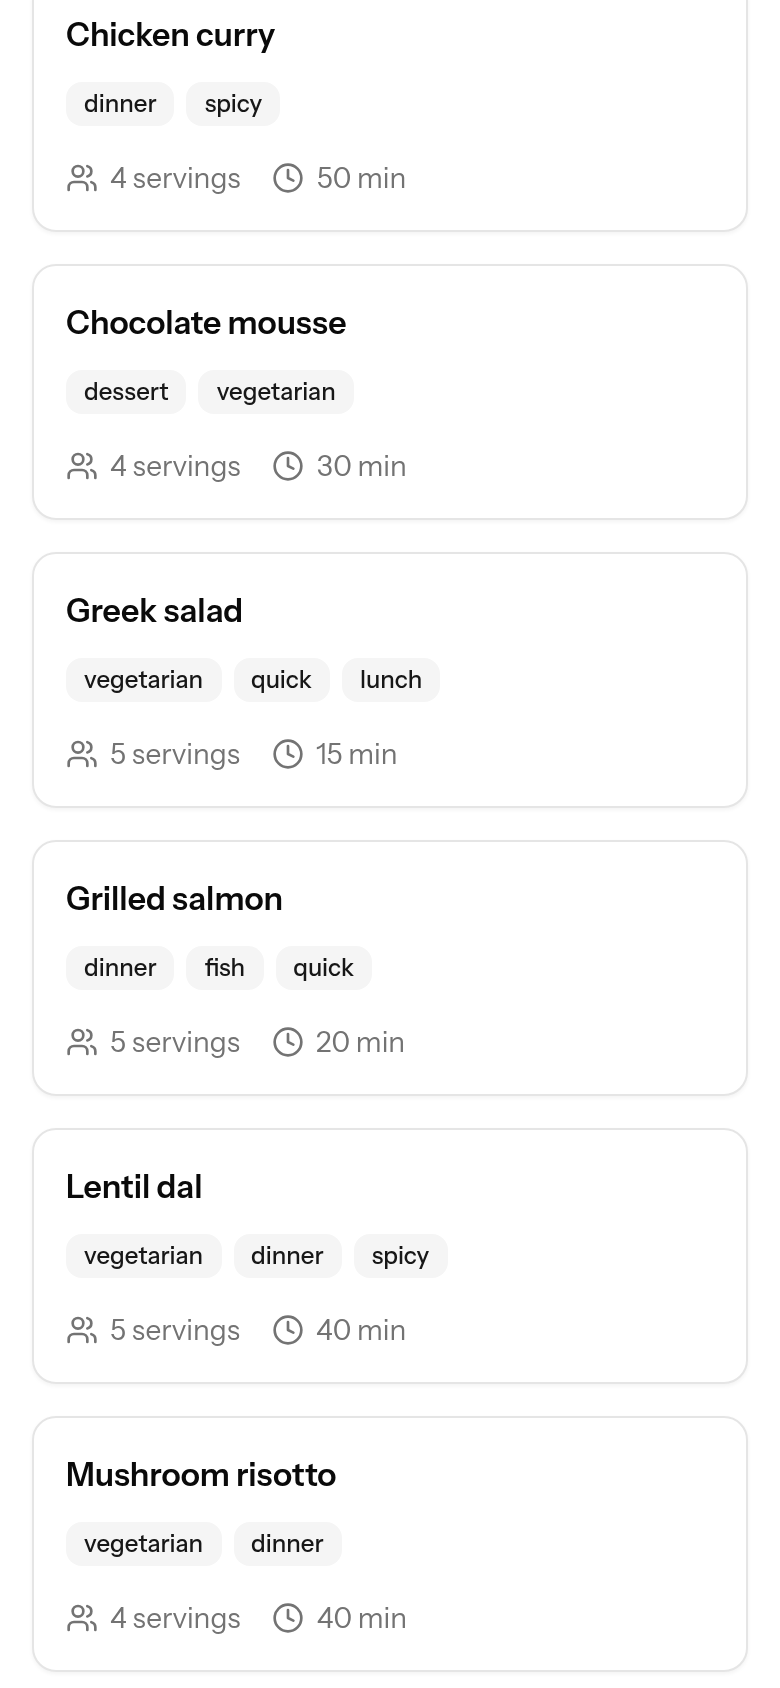 Chicken curry
dinner spicy
4 servings 50 min
Chocolate mousse
dessert vegetarian
4 servings 30 min
Greek salad
vegetarian quick lunch
5 servings 15 min
Grilled salmon
dinner fish quick
5 servings 20 min
Lentil dal
vegetarian dinner spicy
5 servings 40 min
Mushroom risotto
vegetarian dinner
4 servings 40 min